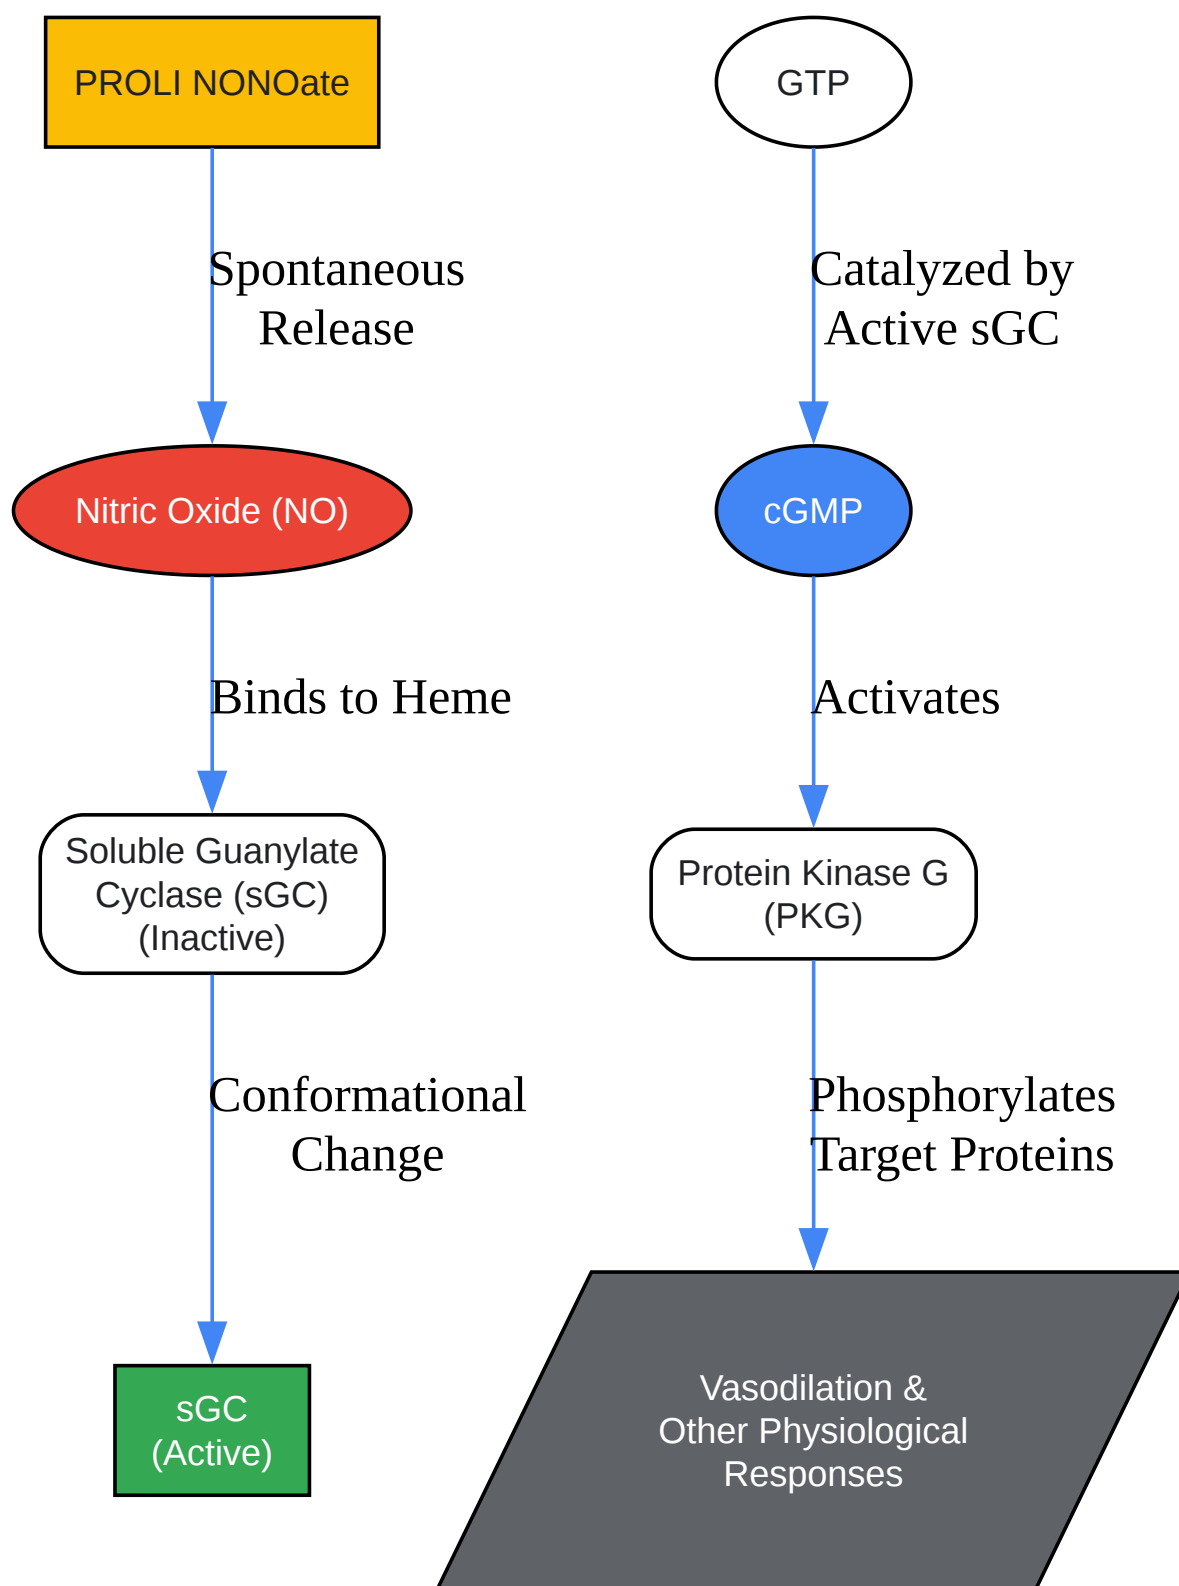 PROLI NONOate
GTP
Spontaneous
Release
Catalyzed by
Active sGC
Nitric Oxide (NO)
cGMP
Binds to Heme
Activates
Soluble Guanylate
Cyclase (sGC)
(Inactive)
Protein Kinase G
(PKG)
Conformational
Change
Phosphorylates
Target Proteins
sGC
(Active)
Vasodilation &
Other Physiological
Responses